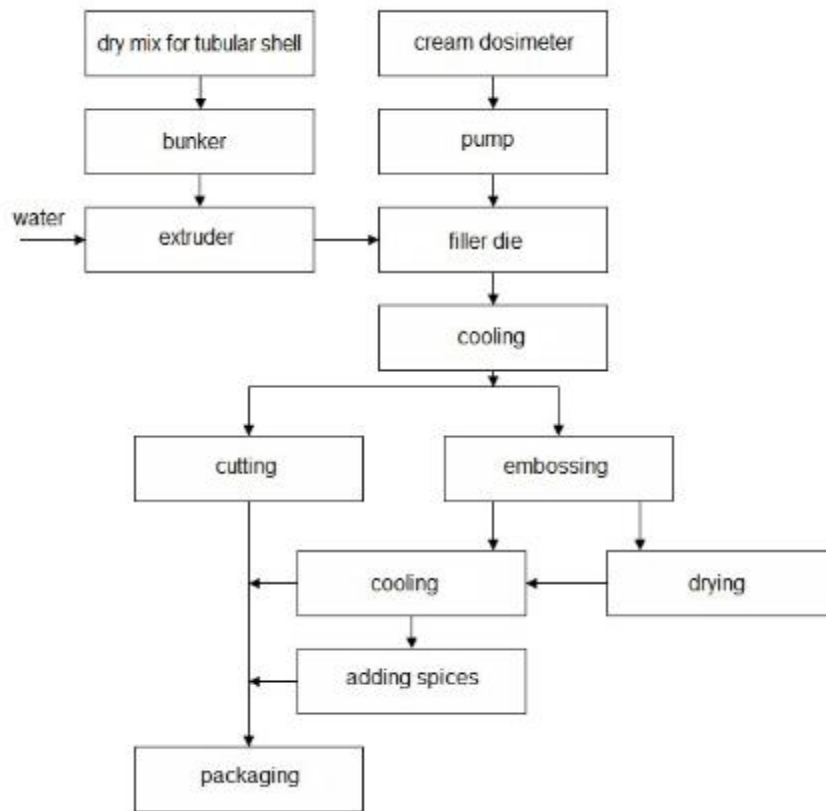 dry mix for tubular shell
cream dosimeter
bunker
pump
water
extruder
filler die
cooling
cutting
embossing
cooling
drying
adding spices
packaging